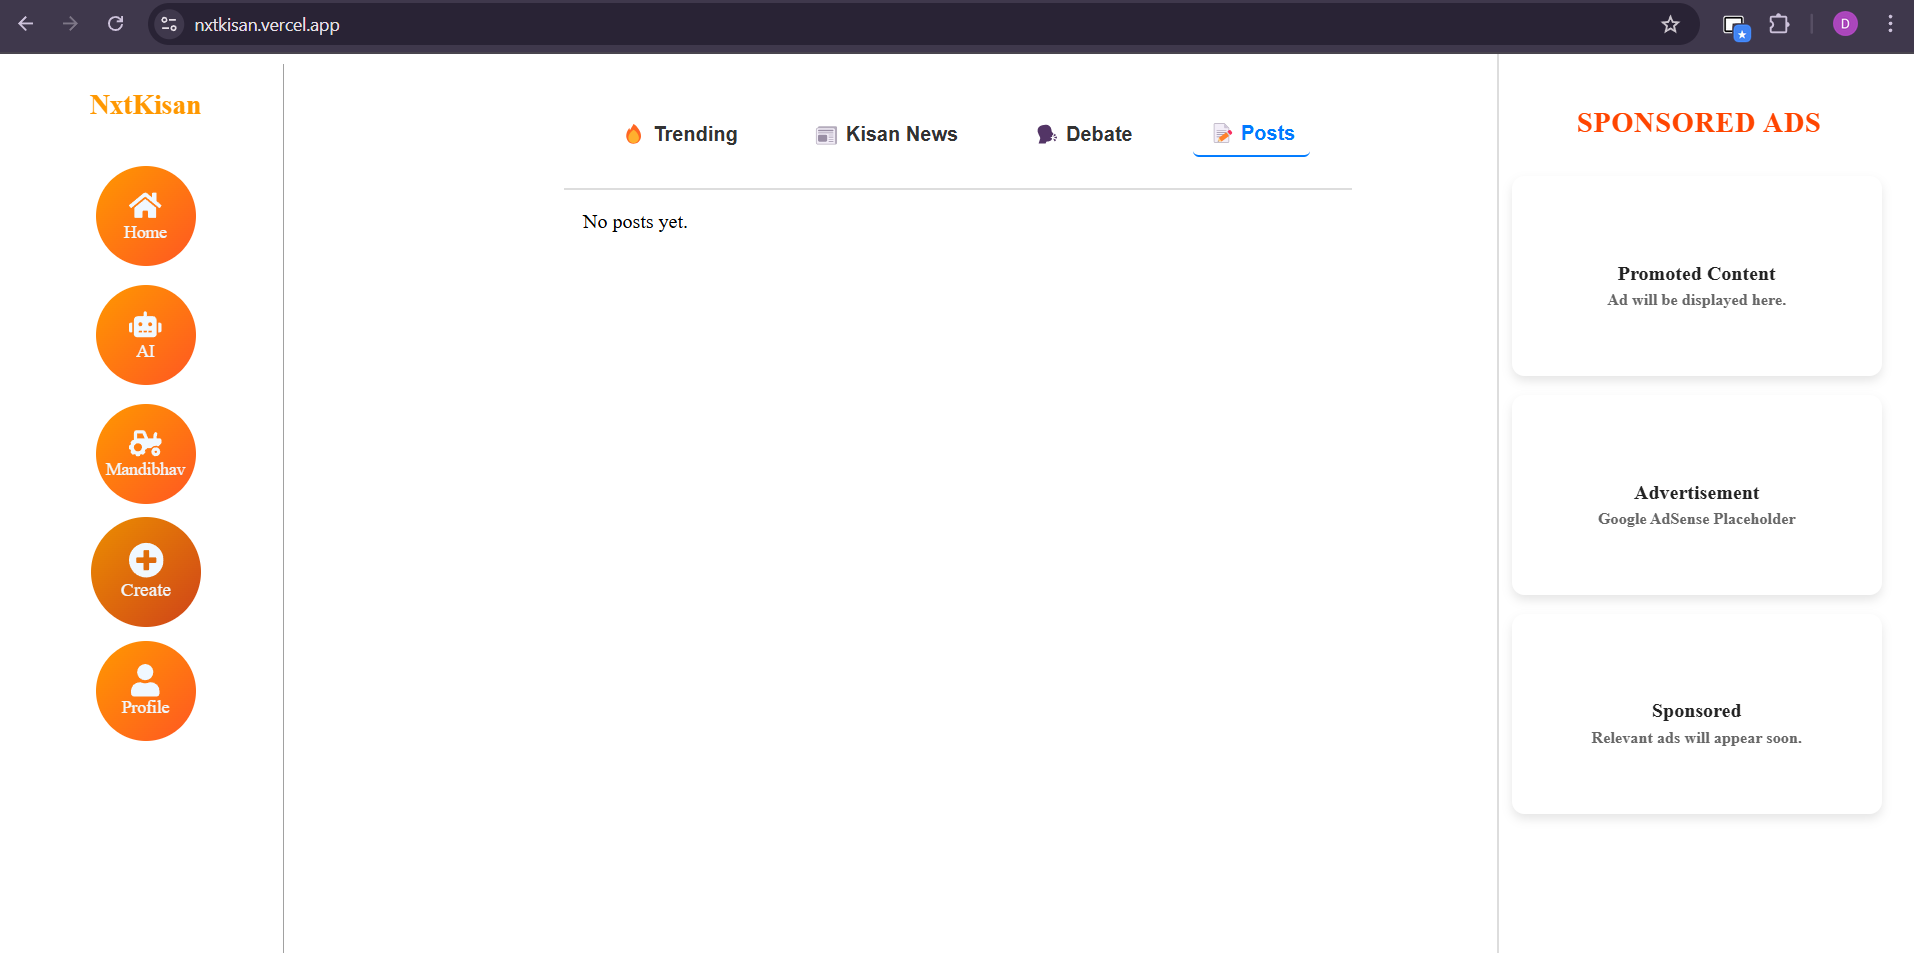 nxtkisan.vercel.app
D
NxtKisan
Home
AI
Mandibhav
Create
Profile
Trending
Kisan News
Debate
Posts
No posts yet.
SPONSORED ADS
Promoted Content
Ad will be displayed here.
Advertisement
Google AdSense Placeholder
Sponsored
Relevant ads will appear soon.